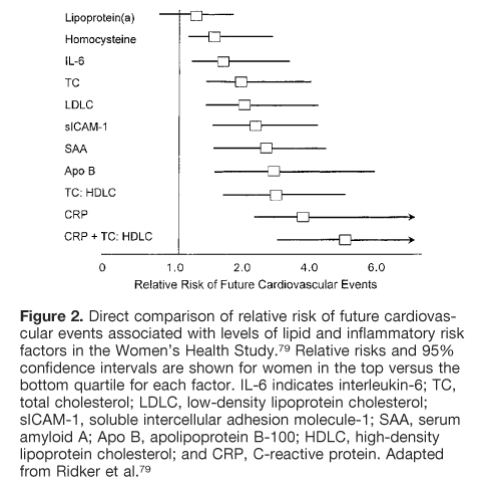 Lipoprotein(a)
Homocysteine
IL-6
TC
LDLC
sICAM-1
SAA
Apo B
TC: HDLC
CRP
CRP + TC: HDLC
0 1.0 2.0 4.0 6.0
Relative Risk of Future Cardiovascular Events
Figure 2. Direct comparison of relative risk of future cardiovas-
cular events associated with levels of lipid and inflammatory risk
factors in the Women's Health Study.79 Relative risks and 95%
confidence intervals are shown for women in the top versus the
bottom quartile for each factor. IL-6 indicates interleukin-6; TC,
total cholesterol; LDLC, low-density lipoprotein cholesterol;
sICAM-1, soluble intercellular adhesion molecule-1; SAA, serum
amyloid A; Apo B, apolipoprotein B-100; HDLC, high-density
lipoprotein cholesterol; and CRP, C-reactive protein. Adapted
from Ridker et al.79